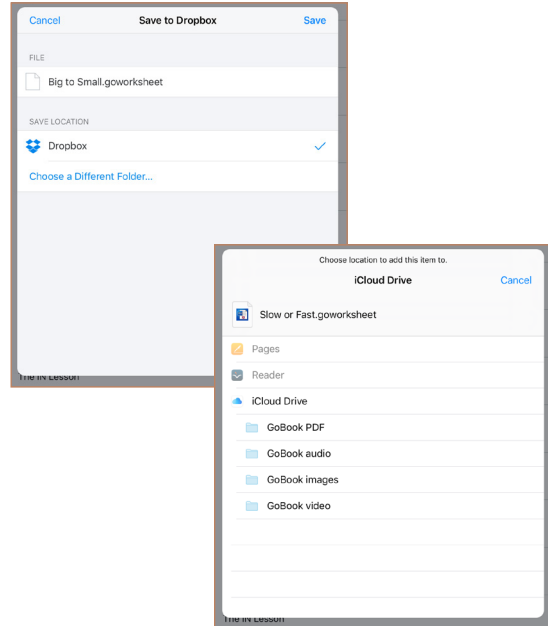 Cancel Save to Dropbox Save
FILE
Big to Small.goworksheet
SAVE LOCATION
Dropbox
Choose a Different Folder...
The IN Lesson
Choose location to add this item to.
iCloud Drive Cancel
Slow or Fast.goworksheet
Pages
Reader
iCloud Drive
GoBook PDF
GoBook audio
GoBook images
GoBook video
The IN Lesson